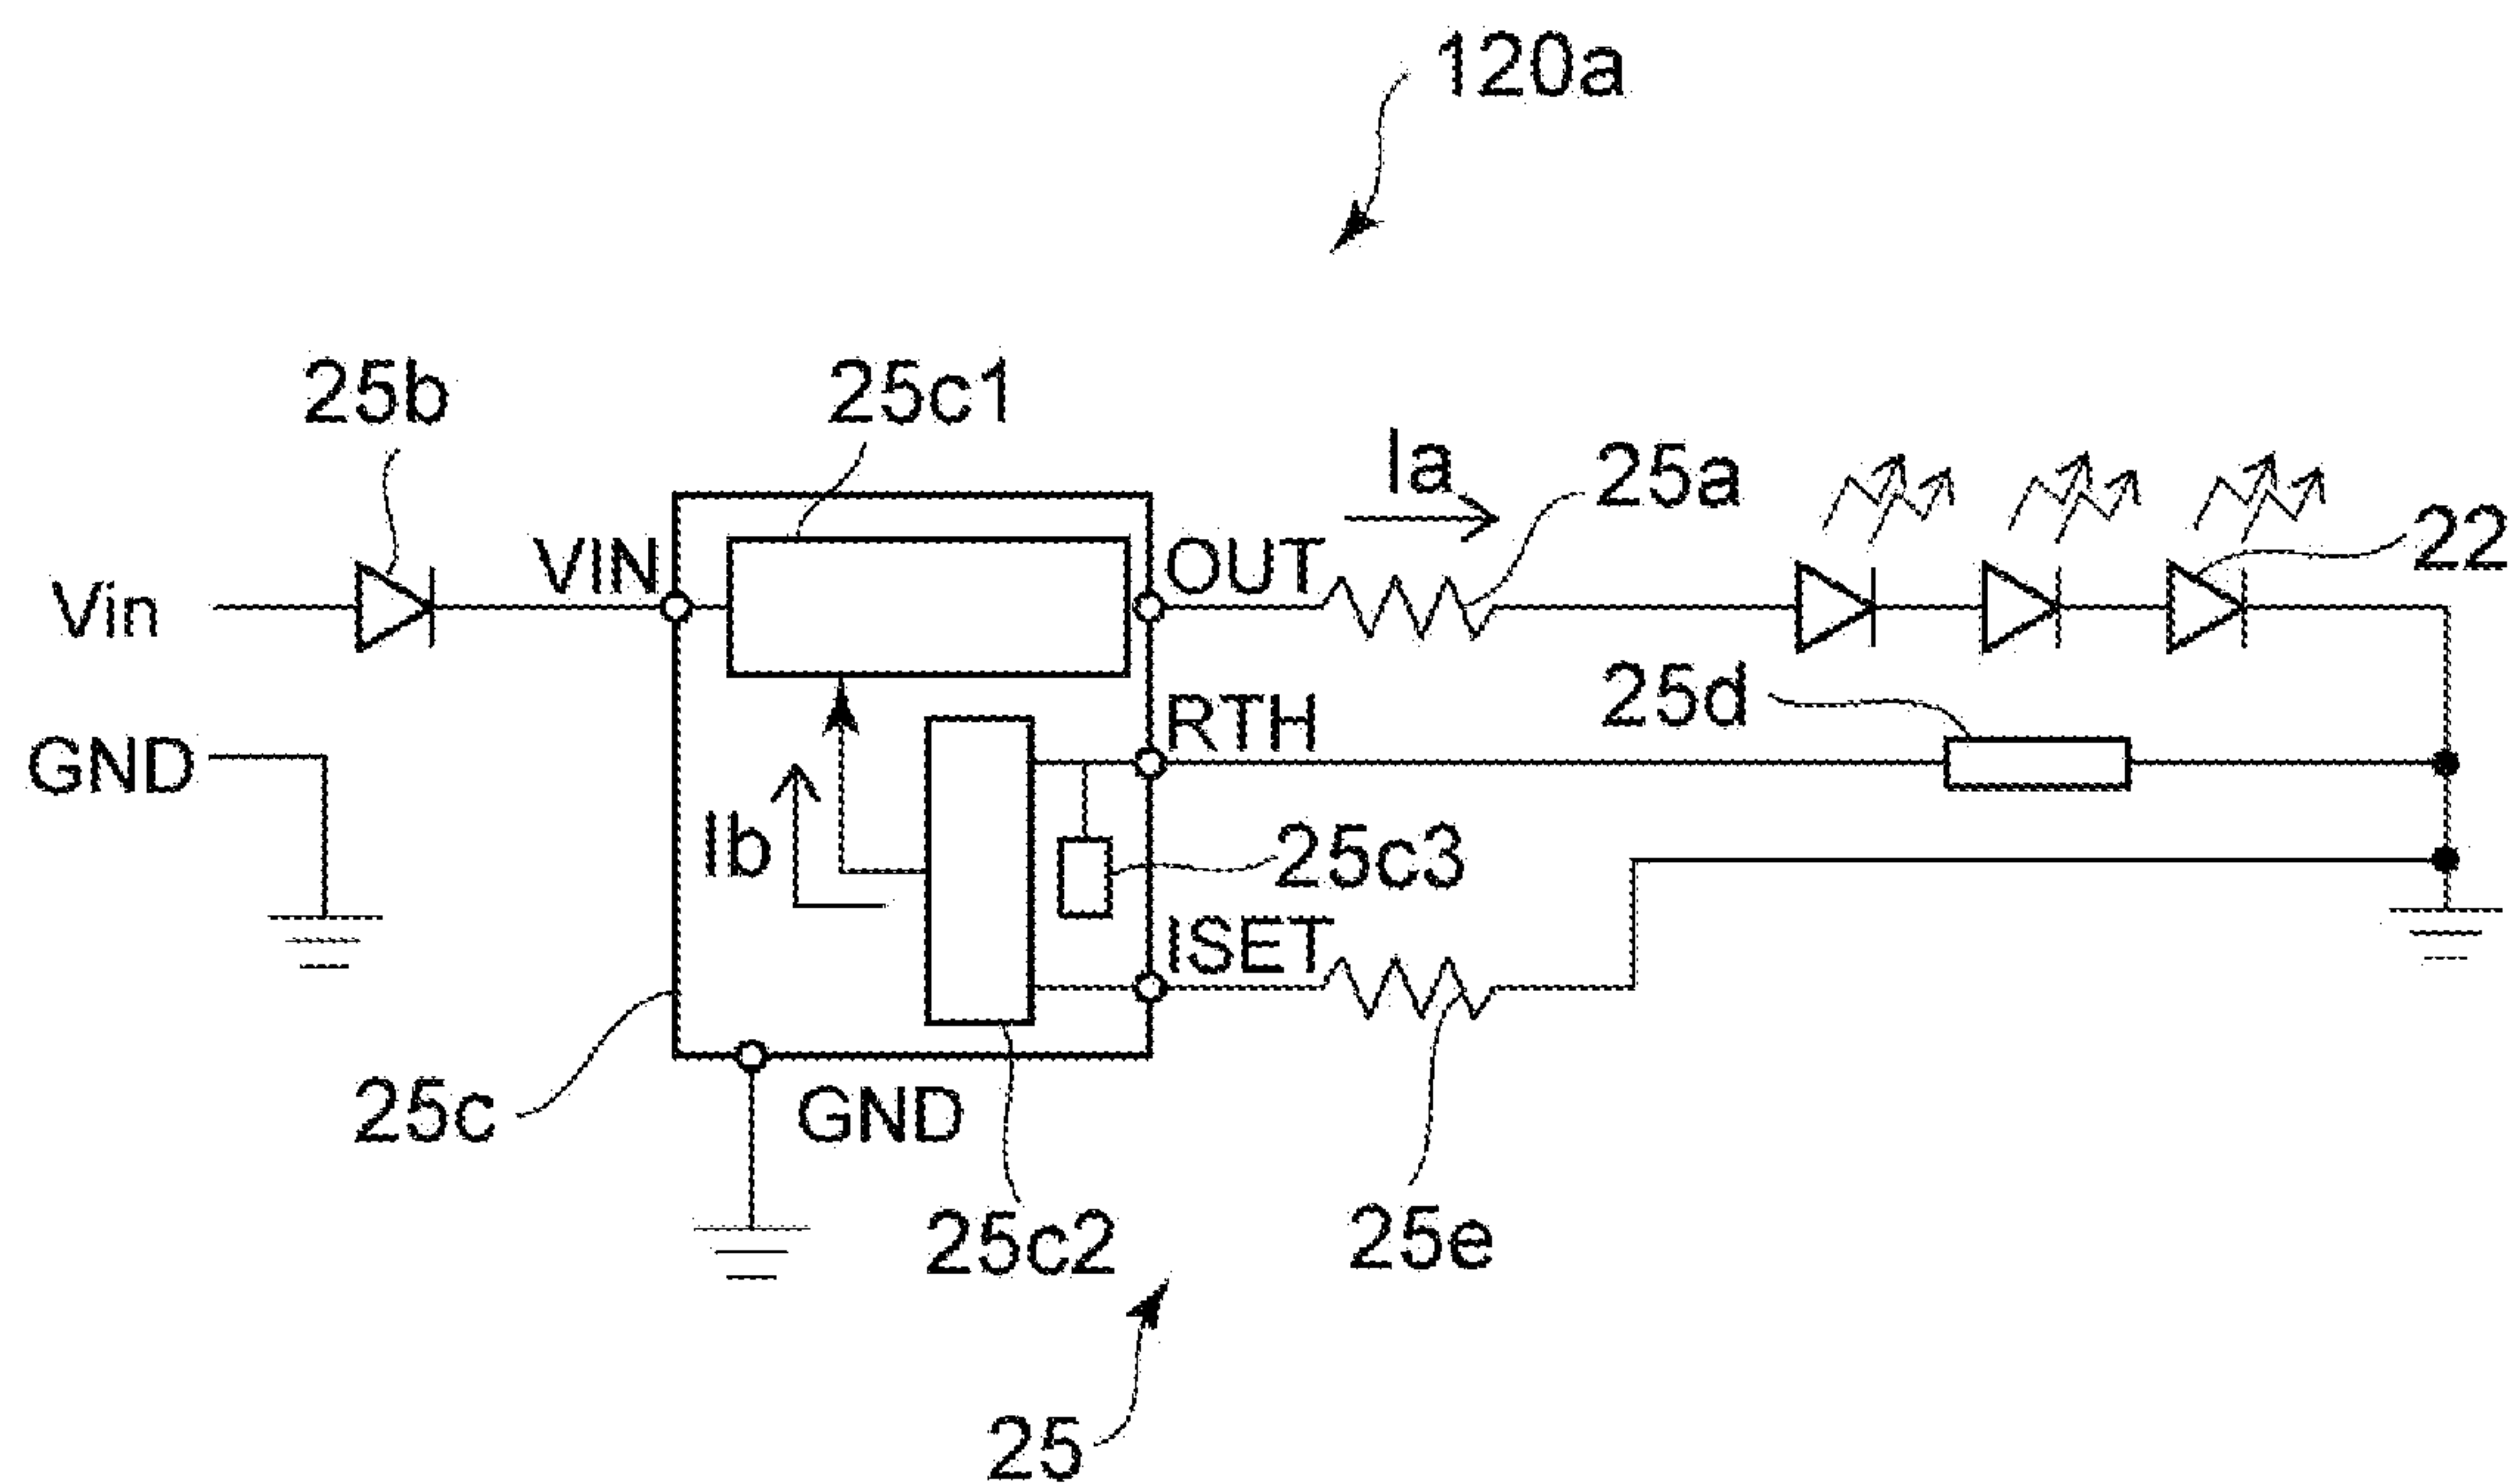 120a
25b
25c1
Ia
25a
22
VIN
OUT
Vin
25d
RTH
GND
Ib
25c3
ISET
25c
GND
25c2
25e
25